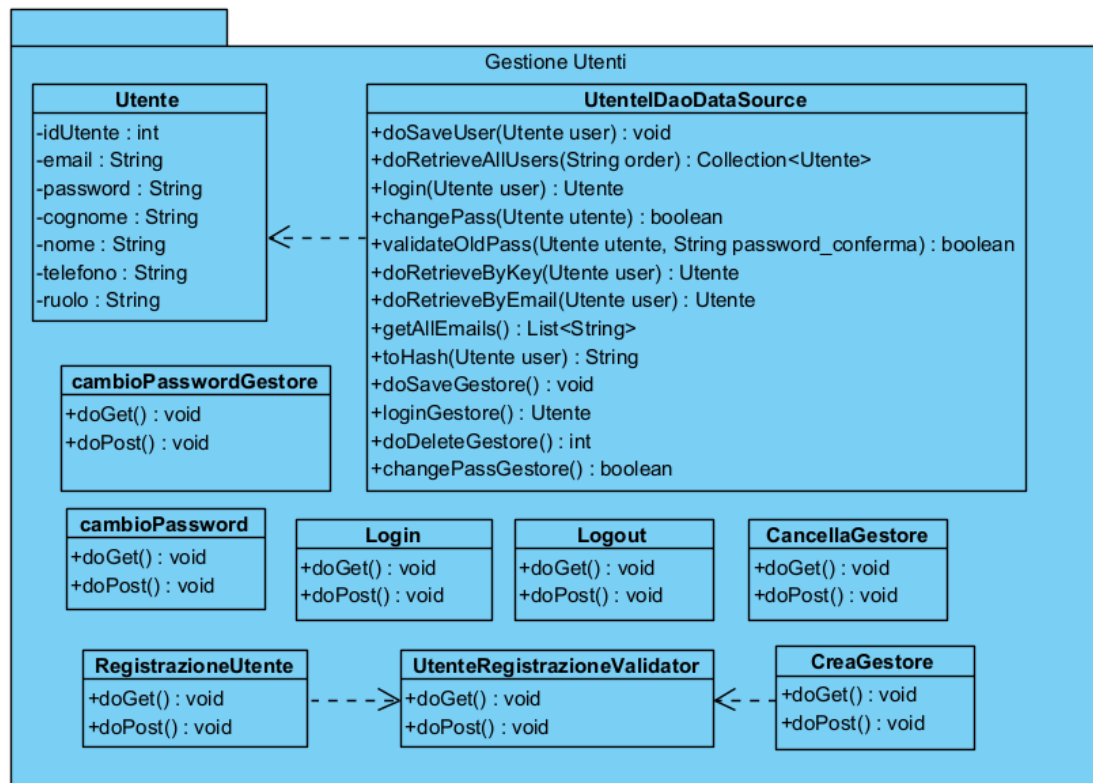 Gestione Utenti
Utente
-idUtente : int
-email : String
-password : String
-cognome : String
-nome : String
-telefono : String
-ruolo : String
UtentelDaoDataSource
+doSaveUser(Utente user) : void
+doRetrieveAllUsers(String order) : Collection<Utente>
+login(Utente user) : Utente
+changePass(Utente utente) : boolean
+validateOldPass(Utente utente, String password_conferma) : boolean
+doRetrieveByKey(Utente user) : Utente
+doRetrieveByEmail(Utente user) : Utente
+getAllEmails() : List<String>
+toHash(Utente user) : String
+doSaveGestore() : void
+loginGestore() : Utente
+doDeleteGestore() : int
+changePassGestore() : boolean
cambioPasswordGestore
+doGet() : void
+doPost() : void
cambioPassword
+doGet() : void
+doPost() : void
Login
+doGet() : void
+doPost() : void
Logout
+doGet() : void
+doPost() : void
CancellaGestore
+doGet() : void
+doPost() : void
RegistrazioneUtente
+doGet() : void
+doPost() : void
UtenteRegistrazioneValidator
+doGet() : void
+doPost() : void
CreaGestore
+doGet() : void
+doPost() : void